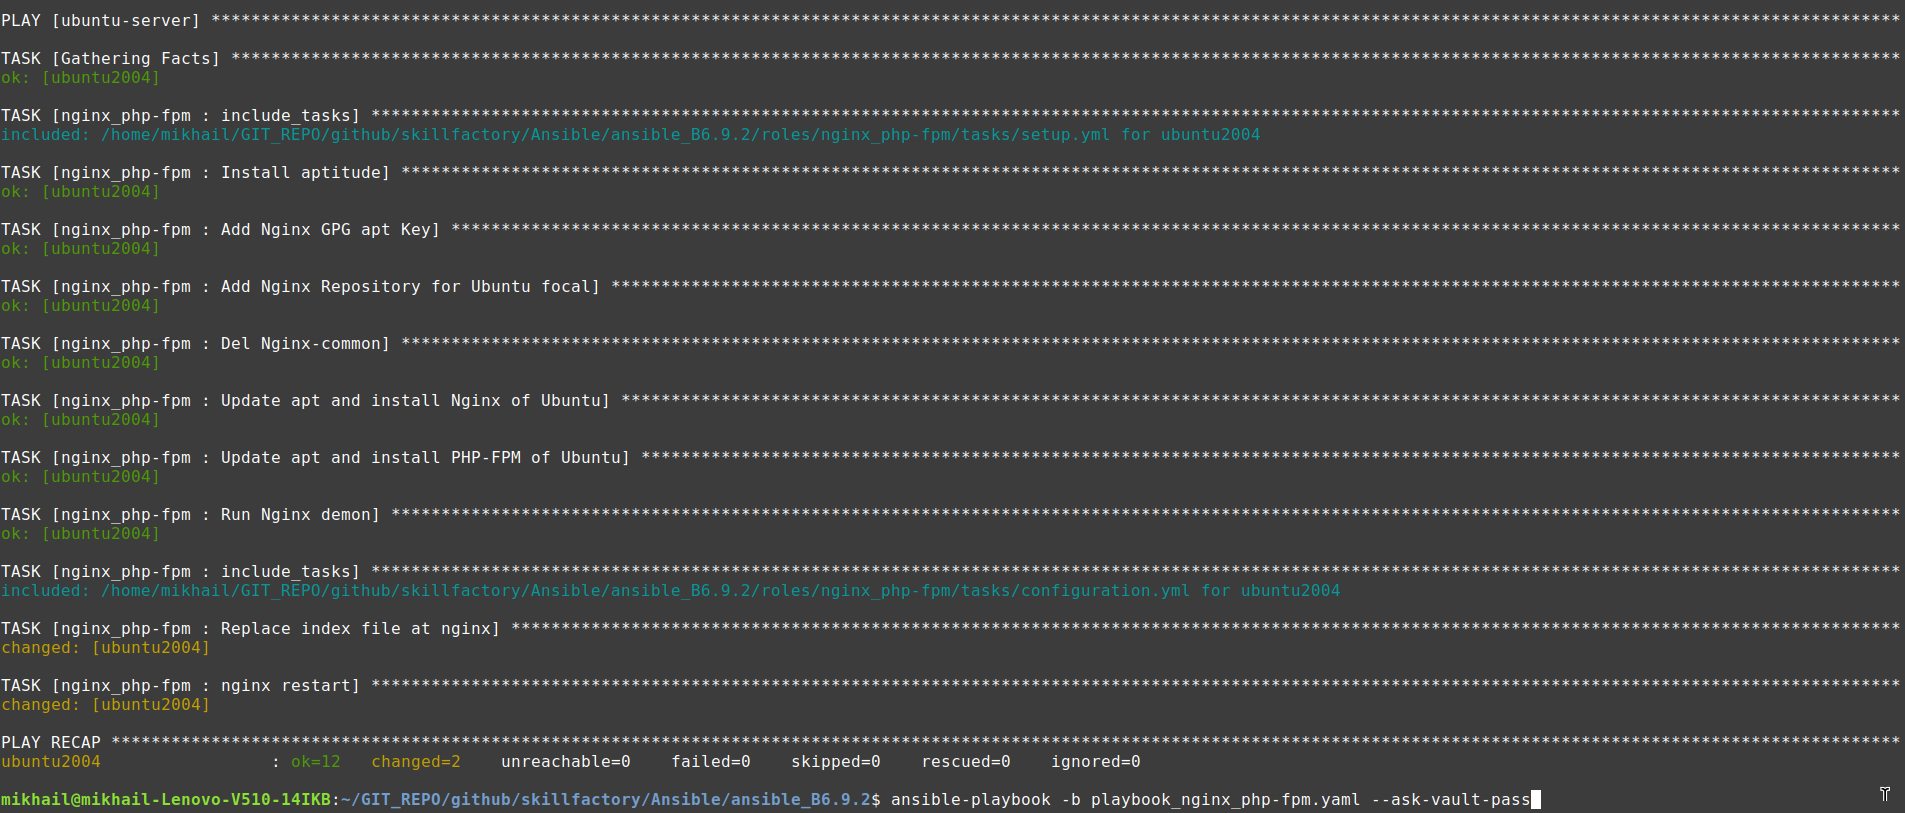 PLAY [ubuntu-server] *************************************************************************************************************************************************************************
TASK [Gathering Facts] ***********************************************************************************************************************************************************************
ok: [ubuntu2004]
TASK [nginx_php-fpm : include_tasks] *********************************************************************************************************************************************************
included: /home/mikhail/GIT_REPO/github/skillfactory/Ansible/ansible_B6.9.2/roles/nginx_php-fpm/tasks/setup.yml for ubuntu2004
TASK [nginx_php-fpm : Install aptitude] ******************************************************************************************************************************************************
ok: [ubuntu2004]
TASK [nginx_php-fpm : Add Nginx GPG apt Key] *************************************************************************************************************************************************
ok: [ubuntu2004]
TASK [nginx_php-fpm : Add Nginx Repository for Ubuntu focal] *********************************************************************************************************************************
ok: [ubuntu2004]
TASK [nginx_php-fpm : Del Nginx-common] ******************************************************************************************************************************************************
ok: [ubuntu2004]
TASK [nginx_php-fpm : Update apt and install Nginx of Ubuntu] ********************************************************************************************************************************
ok: [ubuntu2004]
TASK [nginx_php-fpm : Update apt and install PHP-FPM of Ubuntu] ******************************************************************************************************************************
ok: [ubuntu2004]
TASK [nginx_php-fpm : Run Nginx demon] *******************************************************************************************************************************************************
ok: [ubuntu2004]
TASK [nginx_php-fpm : include_tasks] *********************************************************************************************************************************************************
included: /home/mikhail/GIT_REPO/github/skillfactory/Ansible/ansible_B6.9.2/roles/nginx_php-fpm/tasks/configuration.yml for ubuntu2004
TASK [nginx_php-fpm : Replace index file at nginx] *******************************************************************************************************************************************
changed: [ubuntu2004]
TASK [nginx_php-fpm : nginx restart] *********************************************************************************************************************************************************
changed: [ubuntu2004]
PLAY RECAP ***********************************************************************************************************************************************************************************
ubuntu2004                 : ok=12   changed=2    unreachable=0    failed=0    skipped=0    rescued=0    ignored=0
mikhail@mikhail-Lenovo-V510-14IKB:~/GIT_REPO/github/skillfactory/Ansible/ansible_B6.9.2$ ansible-playbook -b playbook_nginx_php-fpm.yaml --ask-vault-pass